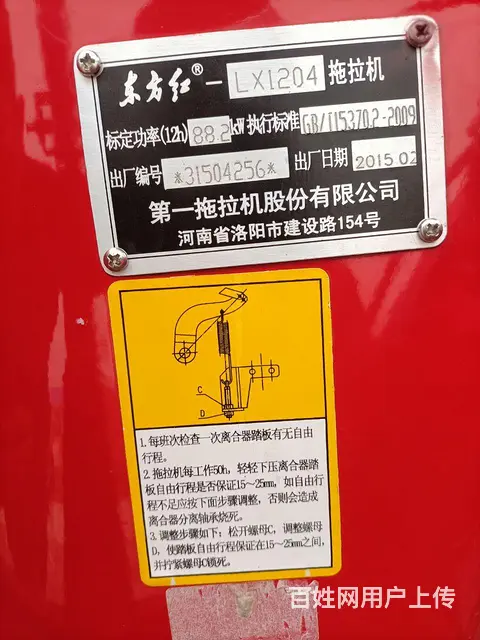 东方红®-LX1204 拖拉机
标定功率(12h) 88.2 kW 执行标准 GB/T15370.2-2009
出厂编号 *31504256* 出厂日期 2015 02
第一拖拉机股份有限公司
河南省洛阳市建设路154号
C
D
1.每班次检查一次离合器踏板有无自由
行程。
2.拖拉机每工作50h,轻轻下压离合器踏
板自由行程是否保证15~25mm,如自由行
程不足应按下面步骤调整,否则会造成
离合器分离轴承烧死。
3.调整步骤如下:松开螺母C,调整螺母
D,使踏板自由行程保证在15~25mm之间,
并拧紧螺母C锁死。
百姓网用户上传